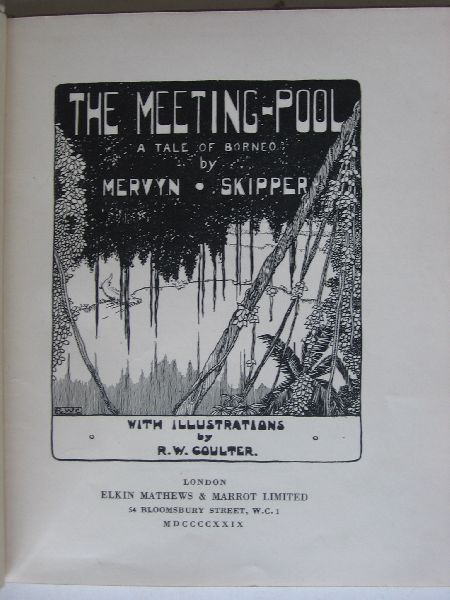 THE MEETING-POOL
A TALE OF BORNEO
by
MERVYN • SKIPPER
WITH ILLUSTRATIONS
by
R. W. COULTER.
LONDON
ELKIN MATHEWS & MARROT LIMITED
54 BLOOMSBURY STREET, W.C. 1
MDCCCCXXIX